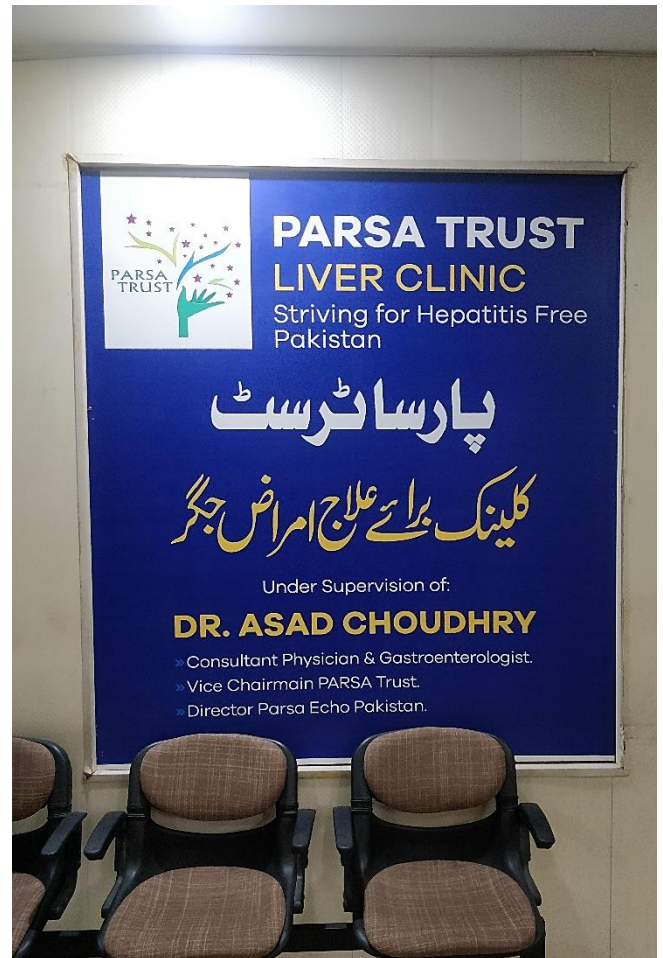 PARSA
TRUST
PARSA TRUST
LIVER CLINIC
Striving for Hepatitis Free
Pakistan
پارسا ٹرسٹ
کلینک برائے علاج امراض جگر
Under Supervision of:
DR. ASAD CHOUDHRY
»Consultant Physician & Gastroenterologist.
»Vice Chairmain PARSA Trust.
»Director Parsa Echo Pakistan.